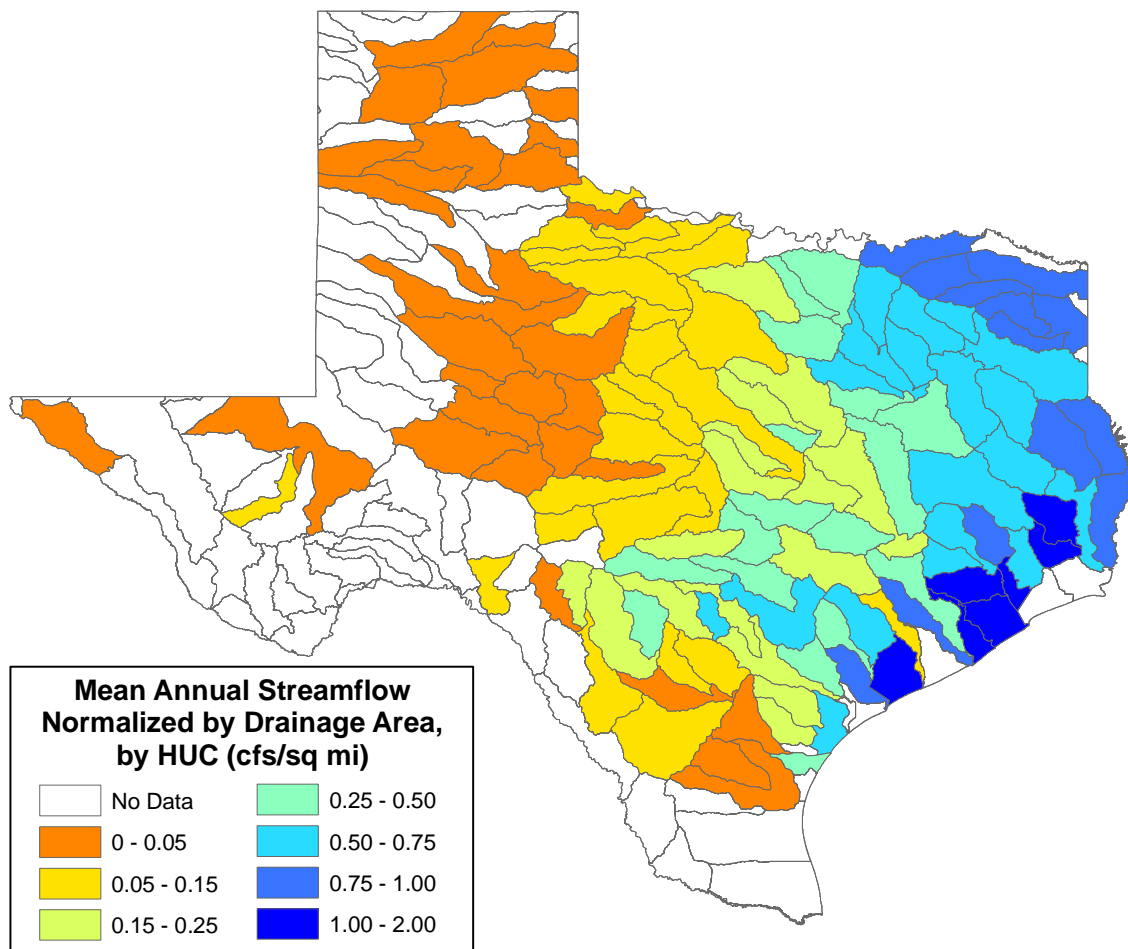 Mean Annual Streamflow
Normalized by Drainage Area,
by HUC (cfs/sq mi)
No Data
0 - 0.05
0.05 - 0.15
0.15 - 0.25
0.25 - 0.50
0.50 - 0.75
0.75 - 1.00
1.00 - 2.00